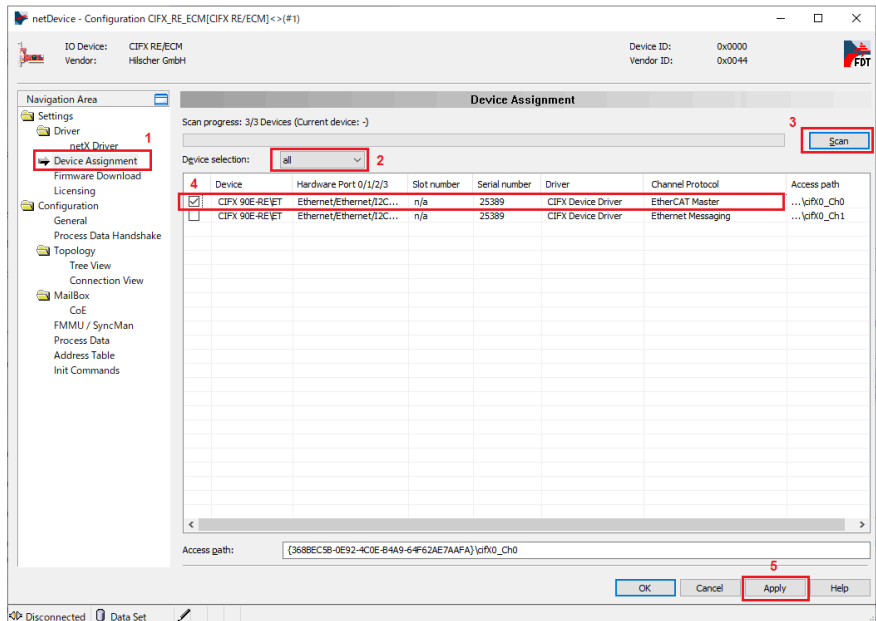 netDevice - Configuration CIFX_RE_ECM[CIFX RE/ECM]<>(#1)
IO Device: CIFX RE/ECM Device ID: 0x0000
Vendor: Hilscher GmbH Vendor ID: 0x0044
FDT
Navigation Area
Settings
Driver
netX Driver
1
Device Assignment
Firmware Download
Licensing
Configuration
General
Process Data Handshake
Topology
Tree View
Connection View
MailBox
CoE
FMMU / SyncMan
Process Data
Address Table
Init Commands
Device Assignment
Scan progress: 3/3 Devices (Current device: -)
3
Scan
Device selection: all 2
4 Device Hardware Port 0/1/2/3 Slot number Serial number Driver Channel Protocol Access path
CIFX 90E-RE\ET Ethernet/Ethernet/I2C... n/a 25389 CIFX Device Driver EtherCAT Master ...\cifX0_Ch0
CIFX 90E-RE\ET Ethernet/Ethernet/I2C... n/a 25389 CIFX Device Driver Ethernet Messaging ...\cifX0_Ch1
Access path: {368BEC5B-0E92-4C0E-B4A9-64F62AE7AAFA}\cifX0_Ch0
5
OK Cancel Apply Help
Disconnected Data Set